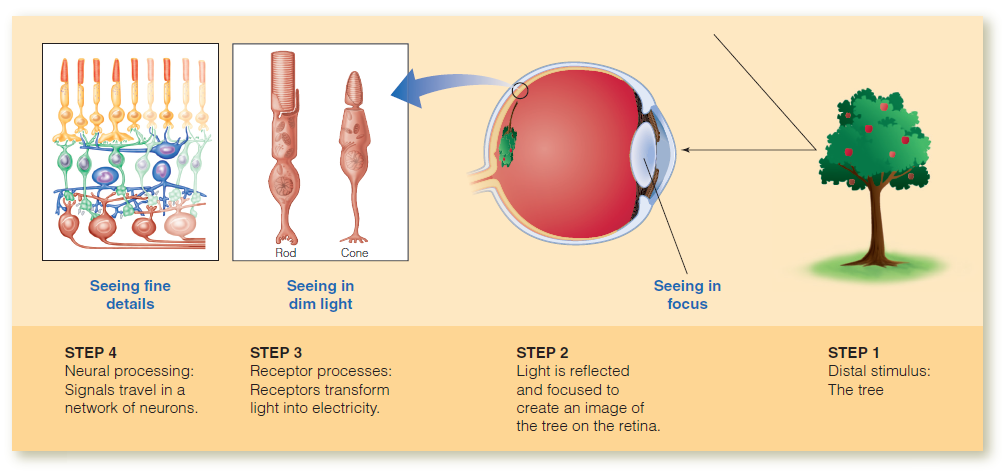 Rod
Cone
Seeing fine
details
Seeing in
dim light
Seeing in
focus
STEP 4
Neural processing:
Signals travel in a
network of neurons.
STEP 3
Receptor processes:
Receptors transform
light into electricity.
STEP 2
Light is reflected
and focused to
create an image of
the tree on the retina.
STEP 1
Distal stimulus:
The tree